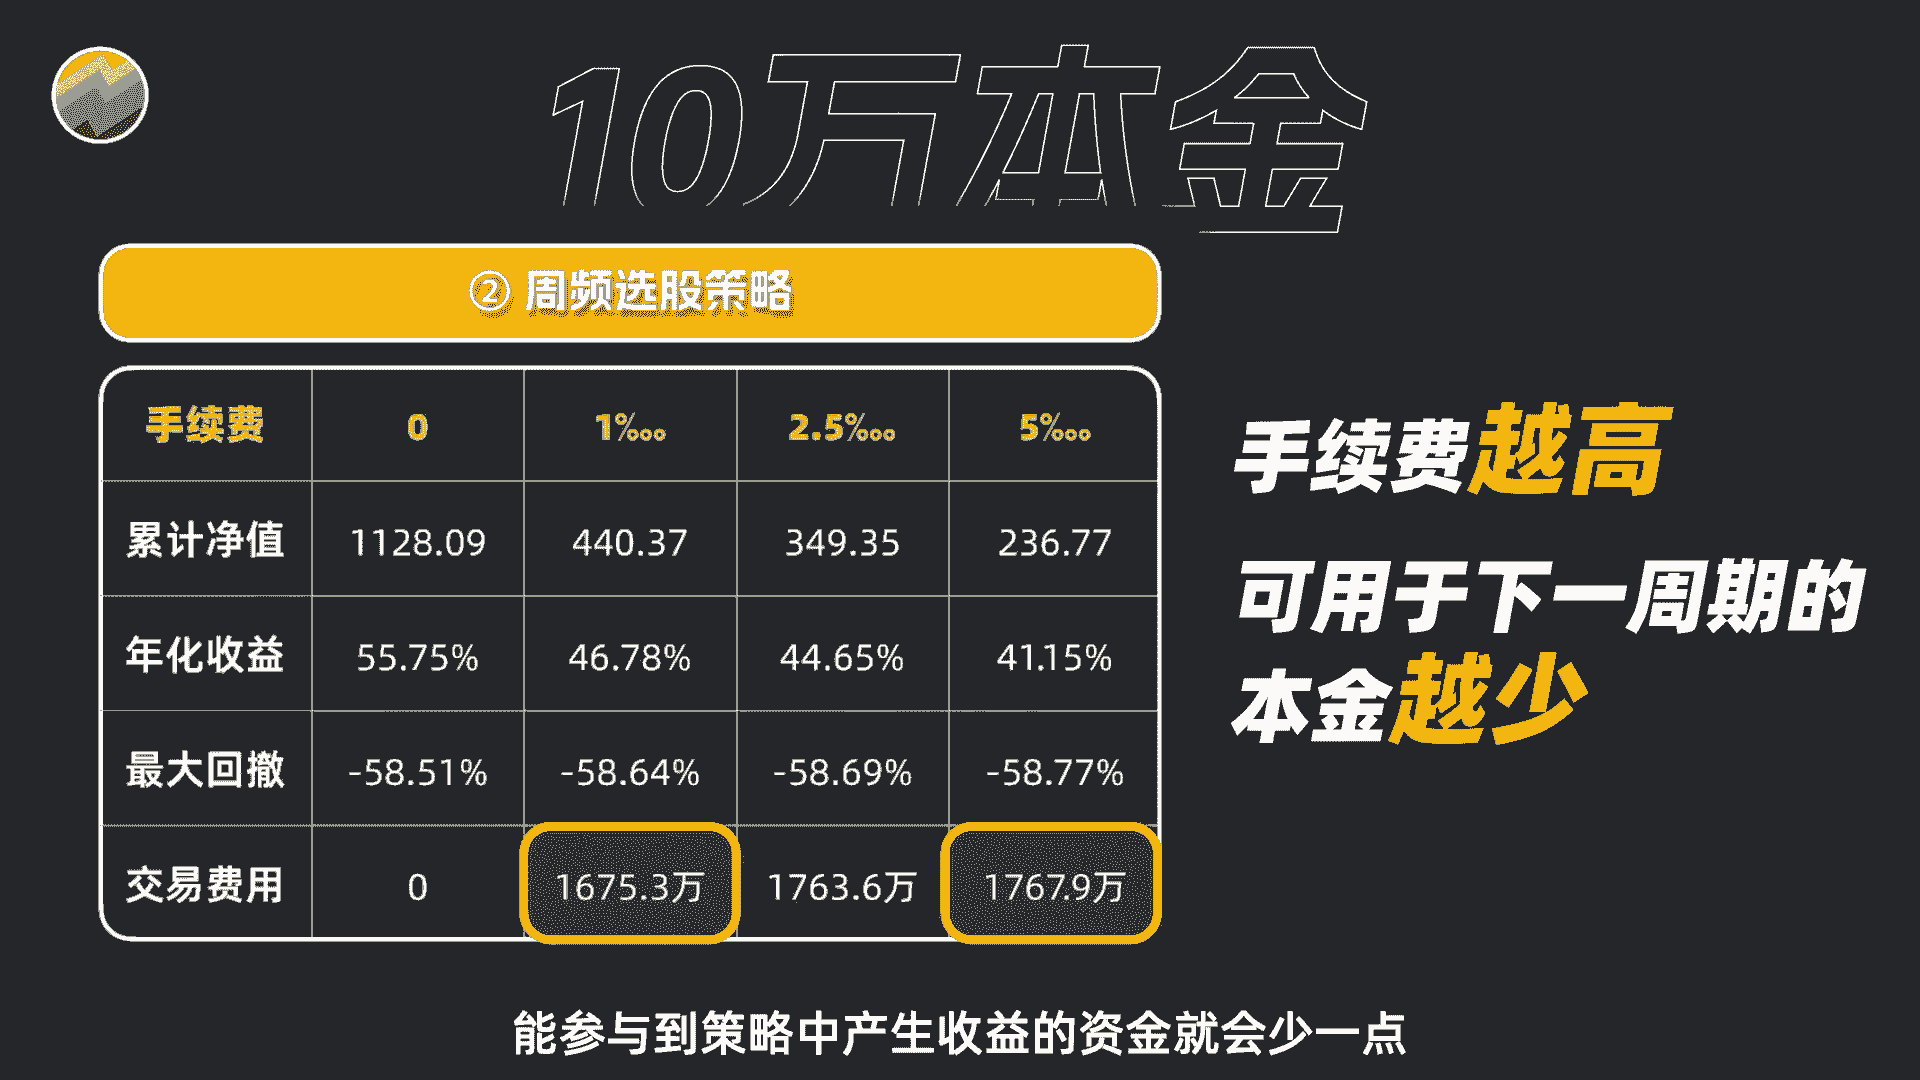 10万本金
② 周频选股策略
手续费 0 1‱ 2.5‱ 5‱
累计净值 1128.09 440.37 349.35 236.77
年化收益 55.75% 46.78% 44.65% 41.15%
最大回撤 -58.51% -58.64% -58.69% -58.77%
交易费用 0 1675.3万 1763.6万 1767.9万
手续费越高
可用于下一周期的
本金越少
能参与到策略中产生收益的资金就会少一点